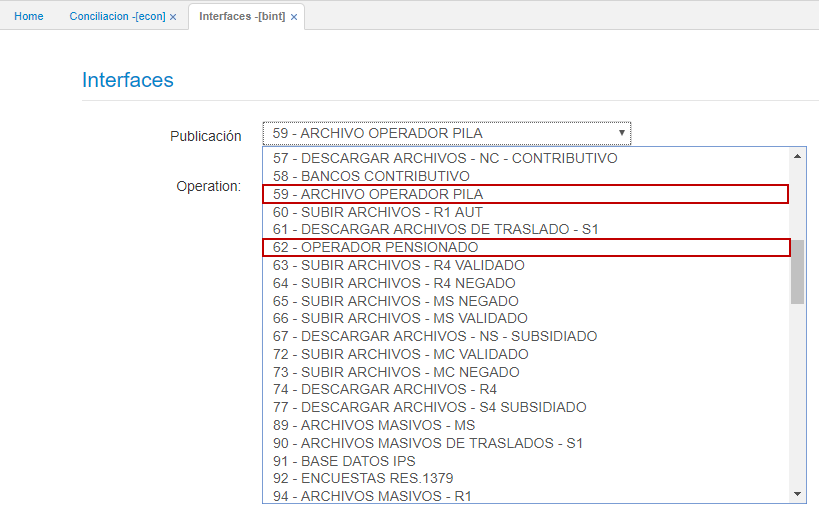 Home Conciliacion -[econ] × Interfaces -[bint] ×
Interfaces
Publicación 59 - ARCHIVO OPERADOR PILA
Operation:
57 - DESCARGAR ARCHIVOS - NC - CONTRIBUTIVO
58 - BANCOS CONTRIBUTIVO
59 - ARCHIVO OPERADOR PILA
60 - SUBIR ARCHIVOS - R1 AUT
61 - DESCARGAR ARCHIVOS DE TRASLADO - S1
62 - OPERADOR PENSIONADO
63 - SUBIR ARCHIVOS - R4 VALIDADO
64 - SUBIR ARCHIVOS - R4 NEGADO
65 - SUBIR ARCHIVOS - MS NEGADO
66 - SUBIR ARCHIVOS - MS VALIDADO
67 - DESCARGAR ARCHIVOS - NS - SUBSIDIADO
72 - SUBIR ARCHIVOS - MC VALIDADO
73 - SUBIR ARCHIVOS - MC NEGADO
74 - DESCARGAR ARCHIVOS - R4
77 - DESCARGAR ARCHIVOS - S4 SUBSIDIADO
89 - ARCHIVOS MASIVOS - MS
90 - ARCHIVOS MASIVOS DE TRASLADOS - S1
91 - BASE DATOS IPS
92 - ENCUESTAS RES.1379
94 - ARCHIVOS MASIVOS - R1